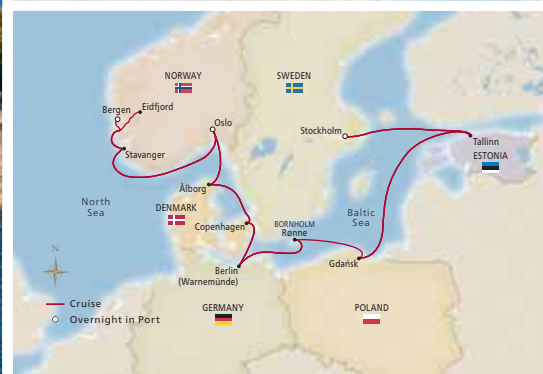 NORWAY
SWEDEN
Bergen
Eidfjord
Oslo
Stockholm
Stavanger
Tallinn
ESTONIA
North
Sea
Ålborg
DENMARK
Copenhagen
BORNHOLM
Rønne
Baltic
Sea
Gdańsk
Berlin
(Warnemünde)
N
Cruise
Overnight in Port
GERMANY
POLAND